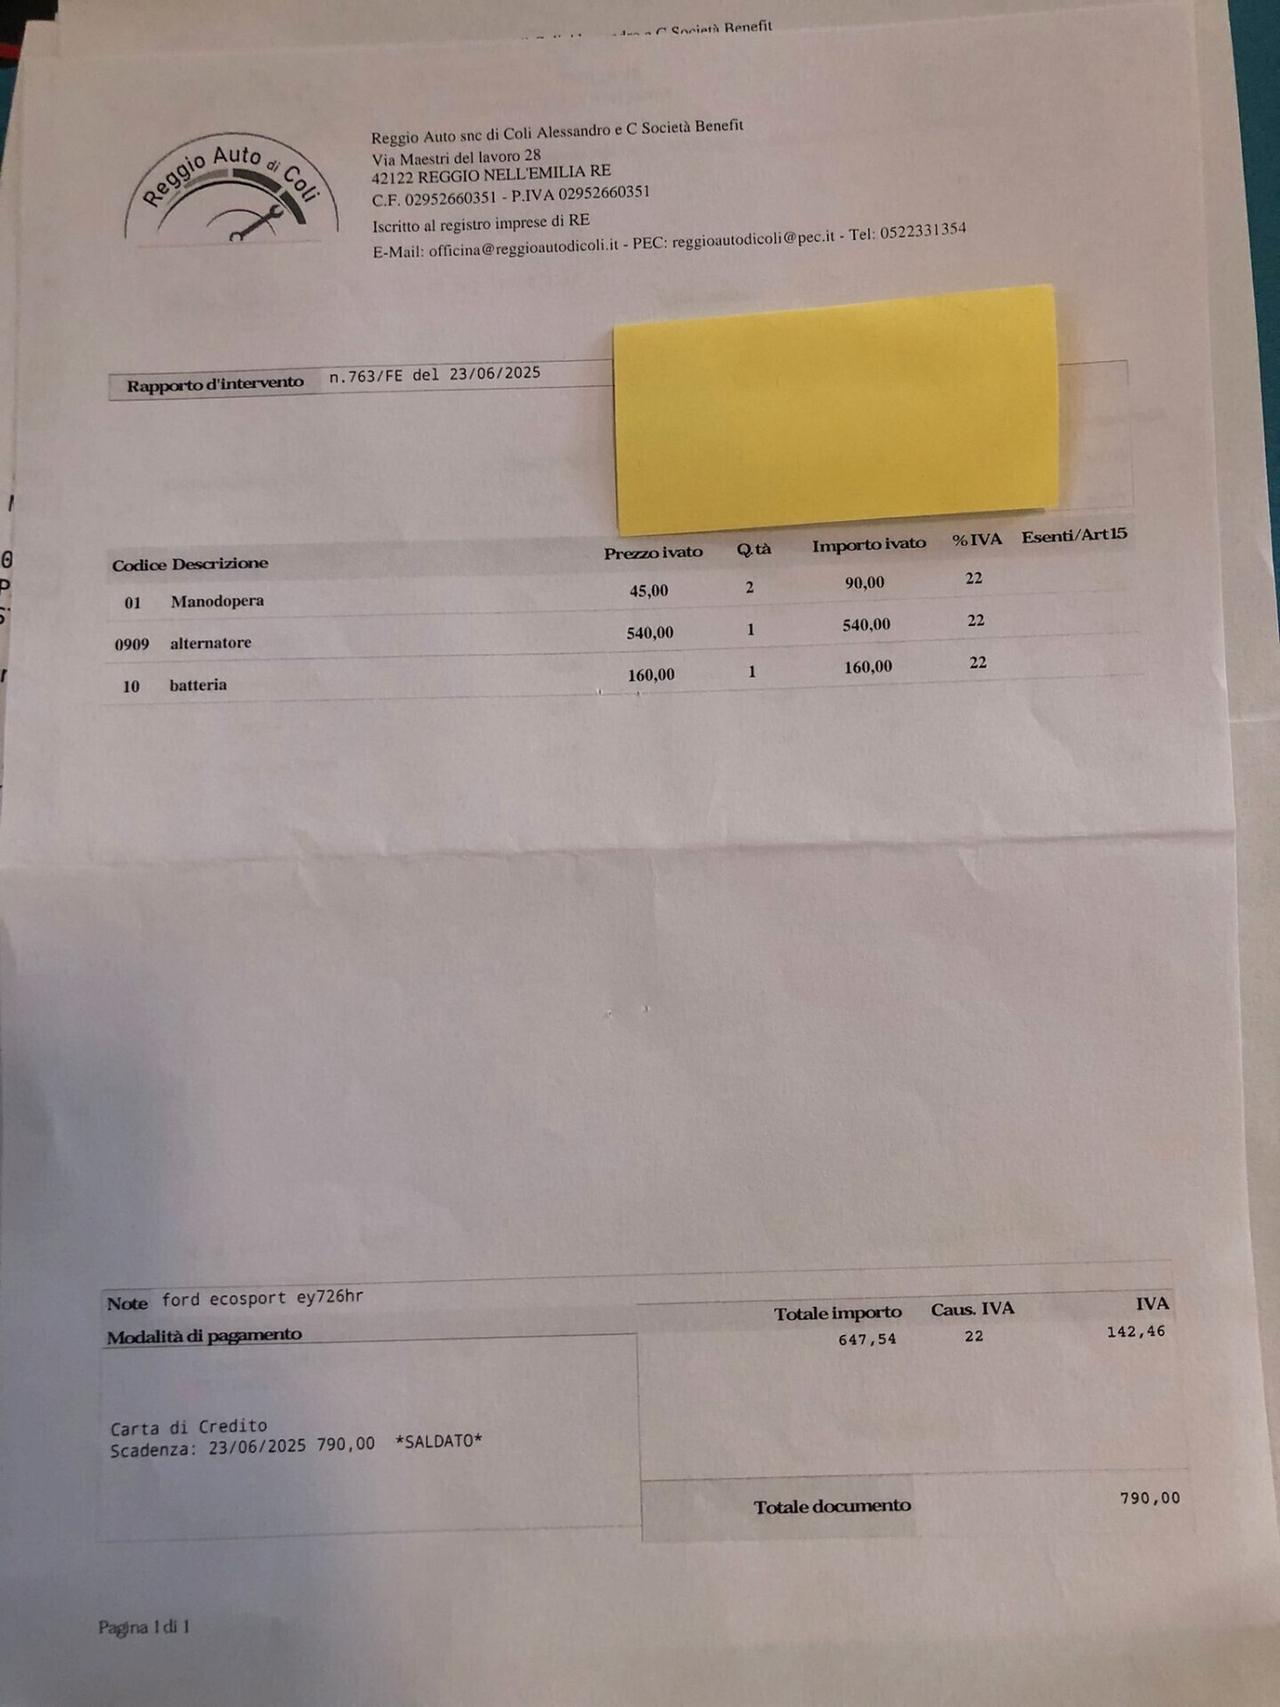 Società Benefit
Reggio Auto di Coli
Reggio Auto snc di Coli Alessandro e C Società Benefit
Via Maestri del lavoro 28
42122 REGGIO NELL'EMILIA RE
C.F. 02952660351 - P.IVA 02952660351
Iscritto al registro imprese di RE
E-Mail: officina@reggioautodicoli.it - PEC: reggioautodicoli@pec.it - Tel: 0522331354
Rapporto d'intervento n.763/FE del 23/06/2025
Codice Descrizione Prezzo ivato Q.tà Importo ivato % IVA Esenti/Art15
01 Manodopera 45,00 2 90,00 22
0909 alternatore 540,00 1 540,00 22
10 batteria 160,00 1 160,00 22
Note ford ecosport ey726hr
Modalità di pagamento
Totale importo Caus. IVA IVA
647,54 22 142,46
Carta di Credito
Scadenza: 23/06/2025 790,00 *SALDATO*
Totale documento 790,00
Pagina 1 di 1